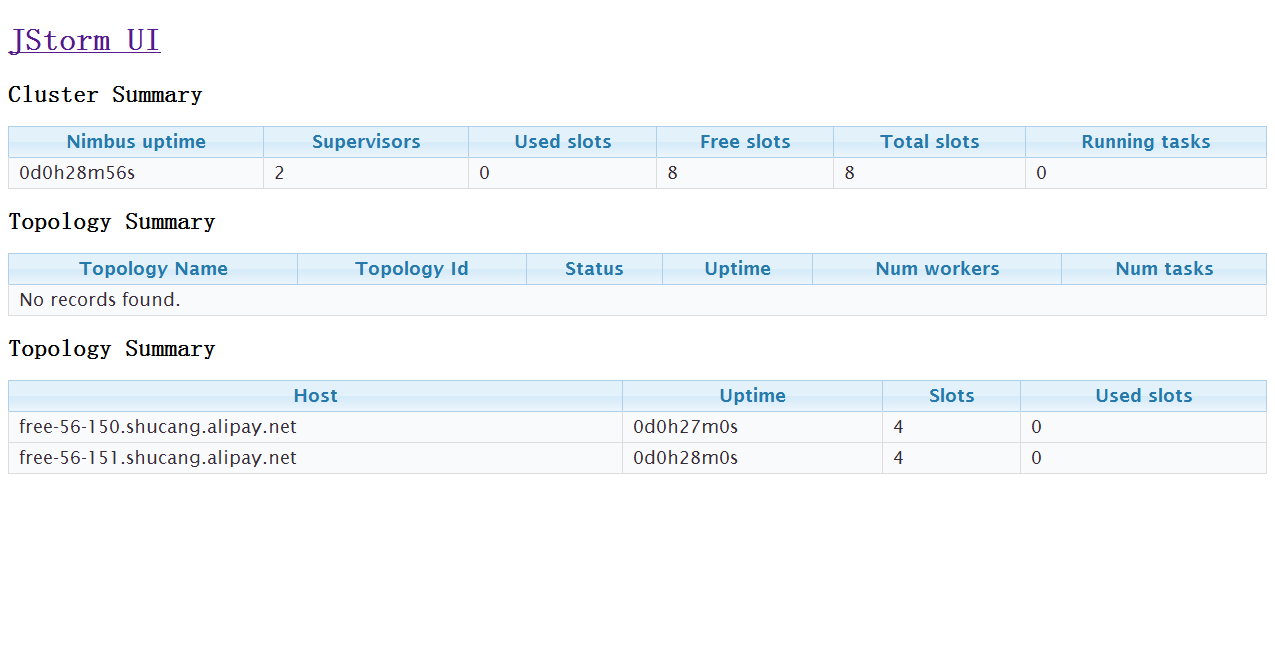 JStorm UI
Cluster Summary
Nimbus uptime Supervisors Used slots Free slots Total slots Running tasks
0d0h28m56s 2 0 8 8 0
Topology Summary
Topology Name Topology Id Status Uptime Num workers Num tasks
No records found.
Topology Summary
Host Uptime Slots Used slots
free-56-150.shucang.alipay.net 0d0h27m0s 4 0
free-56-151.shucang.alipay.net 0d0h28m0s 4 0